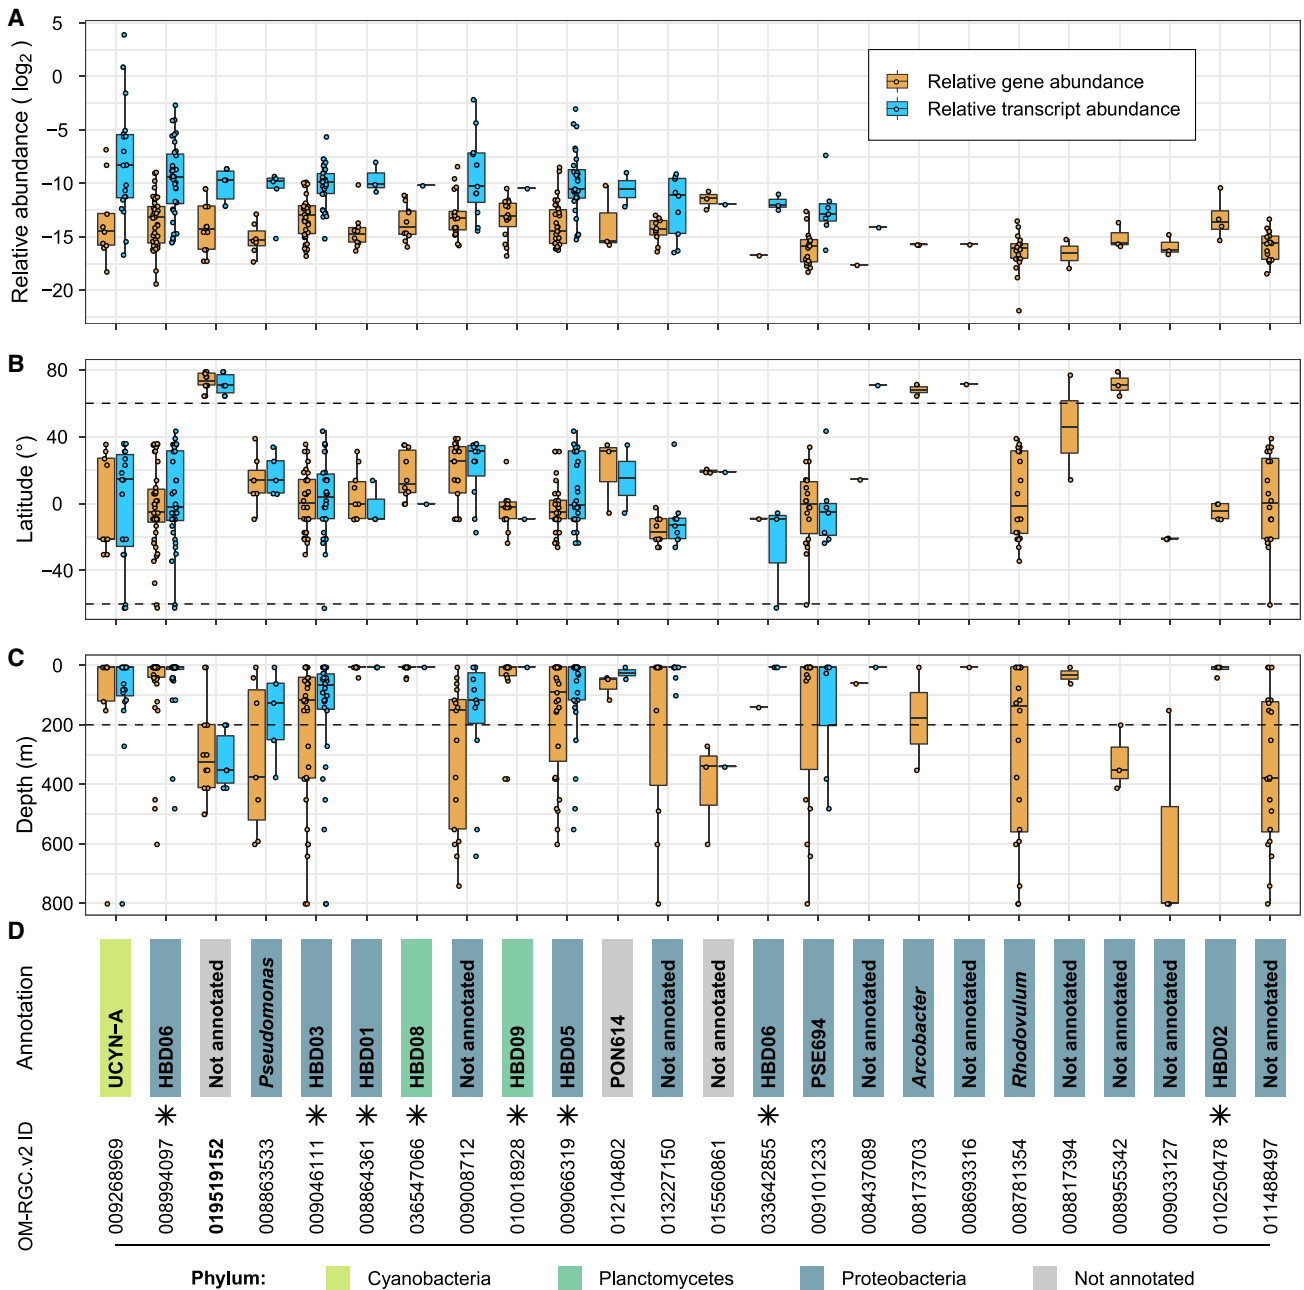 A
Relative abundance (log2)
5
0
−5
−10
−15
−20
Relative gene abundance
Relative transcript abundance
B
Latitude (°)
80
40
0
−40
C
Depth (m)
0
200
400
600
800
D
Annotation
UCYN−A
HBD06
Not annotated
Pseudomonas
HBD03
HBD01
HBD08
Not annotated
HBD09
HBD05
PON614
Not annotated
Not annotated
HBD06
PSE694
Not annotated
Arcobacter
Not annotated
Rhodovulum
Not annotated
Not annotated
Not annotated
HBD02
Not annotated
OM−RGC.v2 ID
009268969
008994097
019519152
008863533
009046111
008864361
036547066
009008712
010018928
009066319
012104802
013227150
015560861
033642855
009101233
008437089
008173703
008693316
008781354
008817394
008955342
009033127
010250478
011488497
Phylum:
Cyanobacteria
Planctomycetes
Proteobacteria
Not annotated